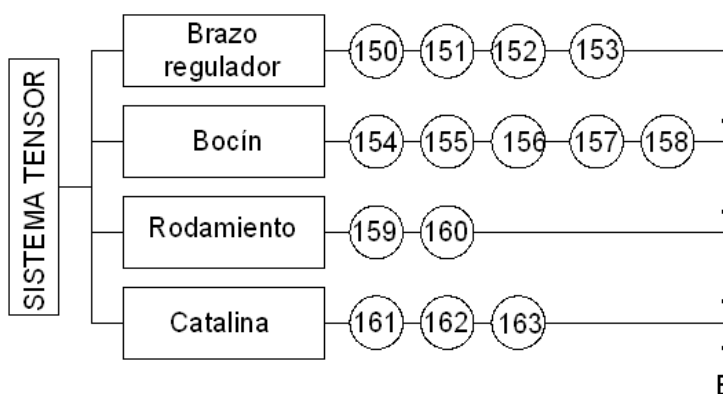 SISTEMA TENSOR
Brazo
regulador
150 151 152 153
Bocín
154 155 156 157 158
Rodamiento
159 160
Catalina
161 162 163